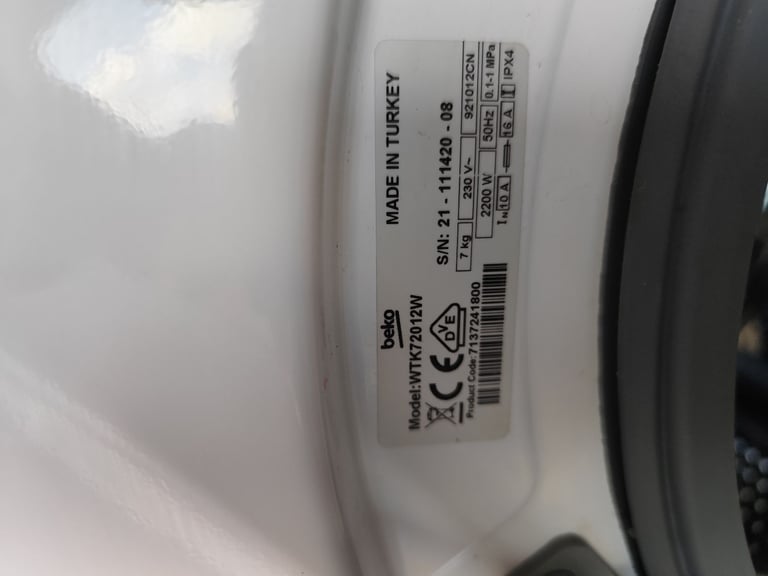 beko
MADE IN TURKEY
Model:WTK72012W
S/N: 21 - 111420 - 08
DVE
7 kg 230 V~ 921012CN
Product Code:7137241800
2200 W 50Hz 0.1-1 MPa
IN 10 A 16 A IPX4